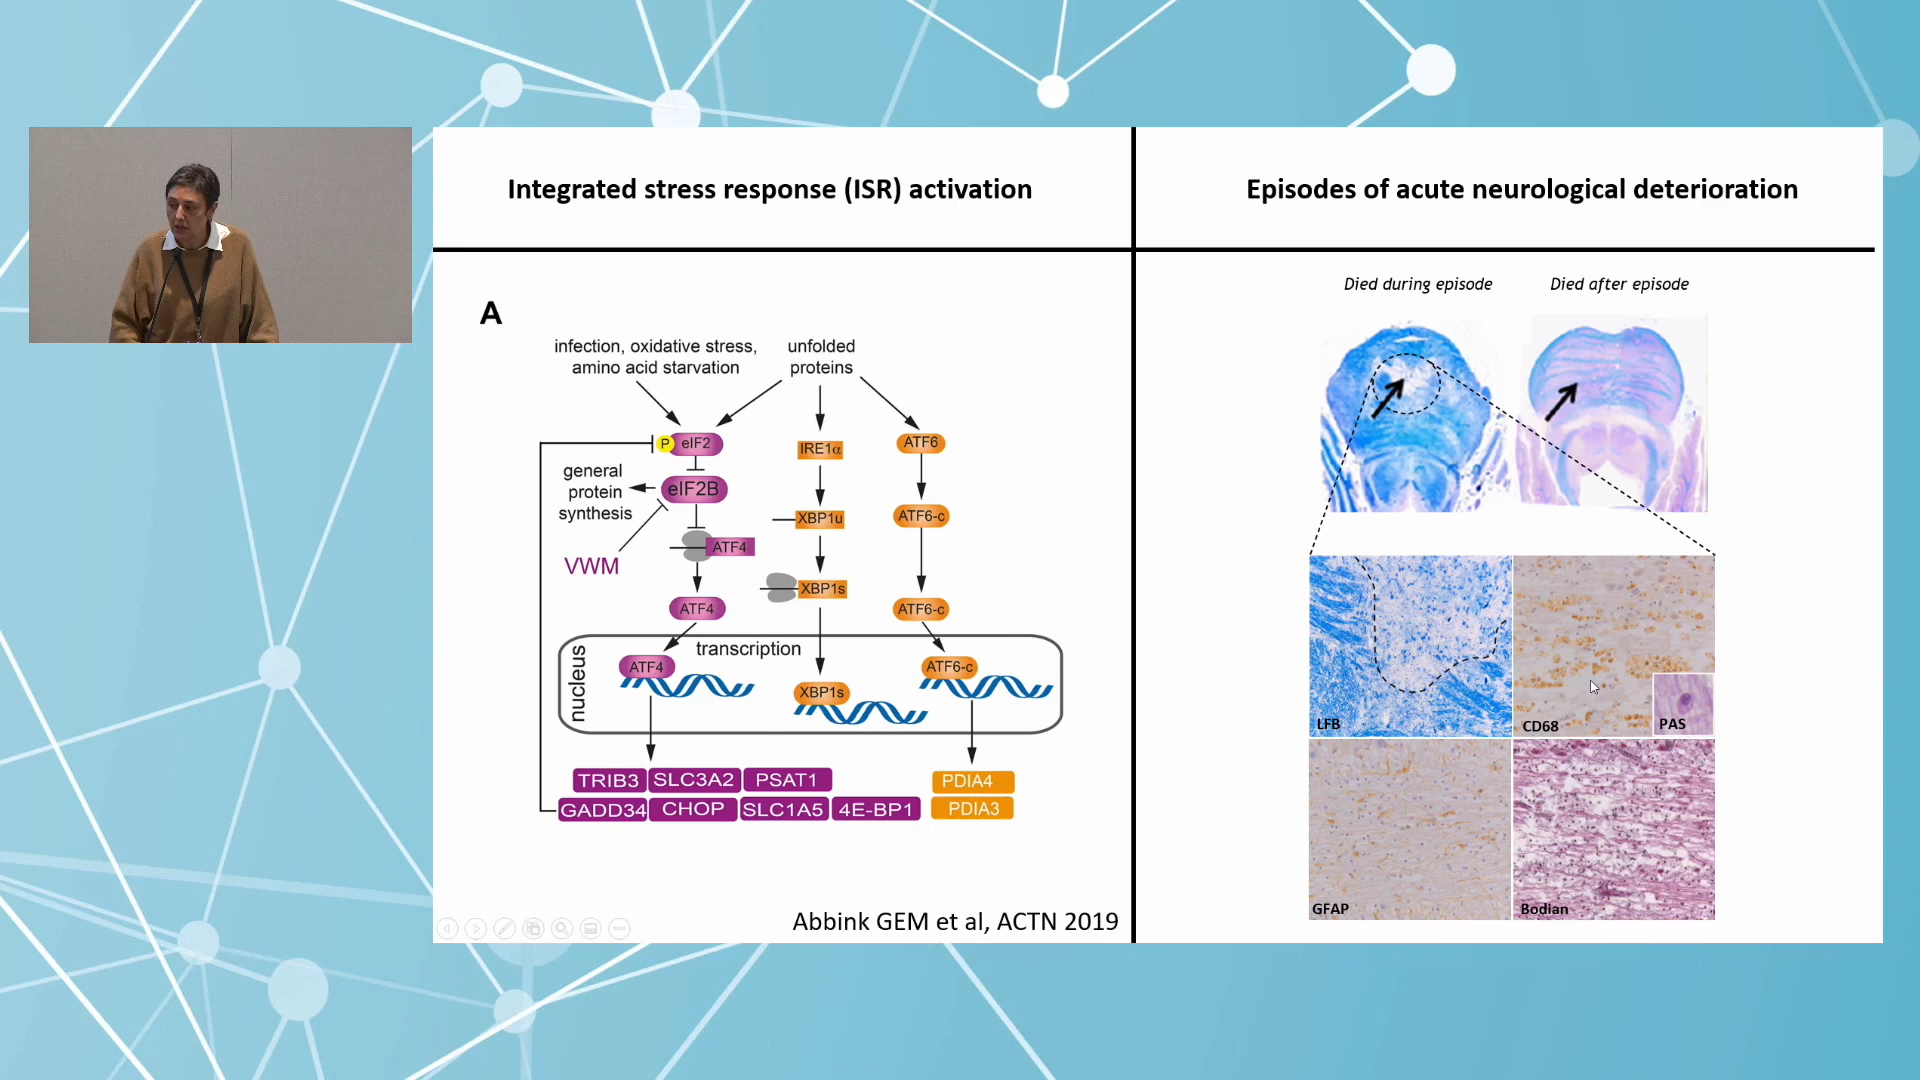 Integrated stress response (ISR) activation
Episodes of acute neurological deterioration
A
infection, oxidative stress,
amino acid starvation
unfolded
proteins
P
eIF2
IRE1α
ATF6
general
protein
synthesis
eIF2B
XBP1u
ATF6-c
ATF4
VWM
XBP1s
ATF4
ATF6-c
nucleus
transcription
ATF4
XBP1s
ATF6-c
TRIB3
SLC3A2
PSAT1
PDIA4
GADD34
CHOP
SLC1A5
4E-BP1
PDIA3
Abbink GEM et al, ACTN 2019
Died during episode
Died after episode
LFB
CD68
PAS
GFAP
Bodian